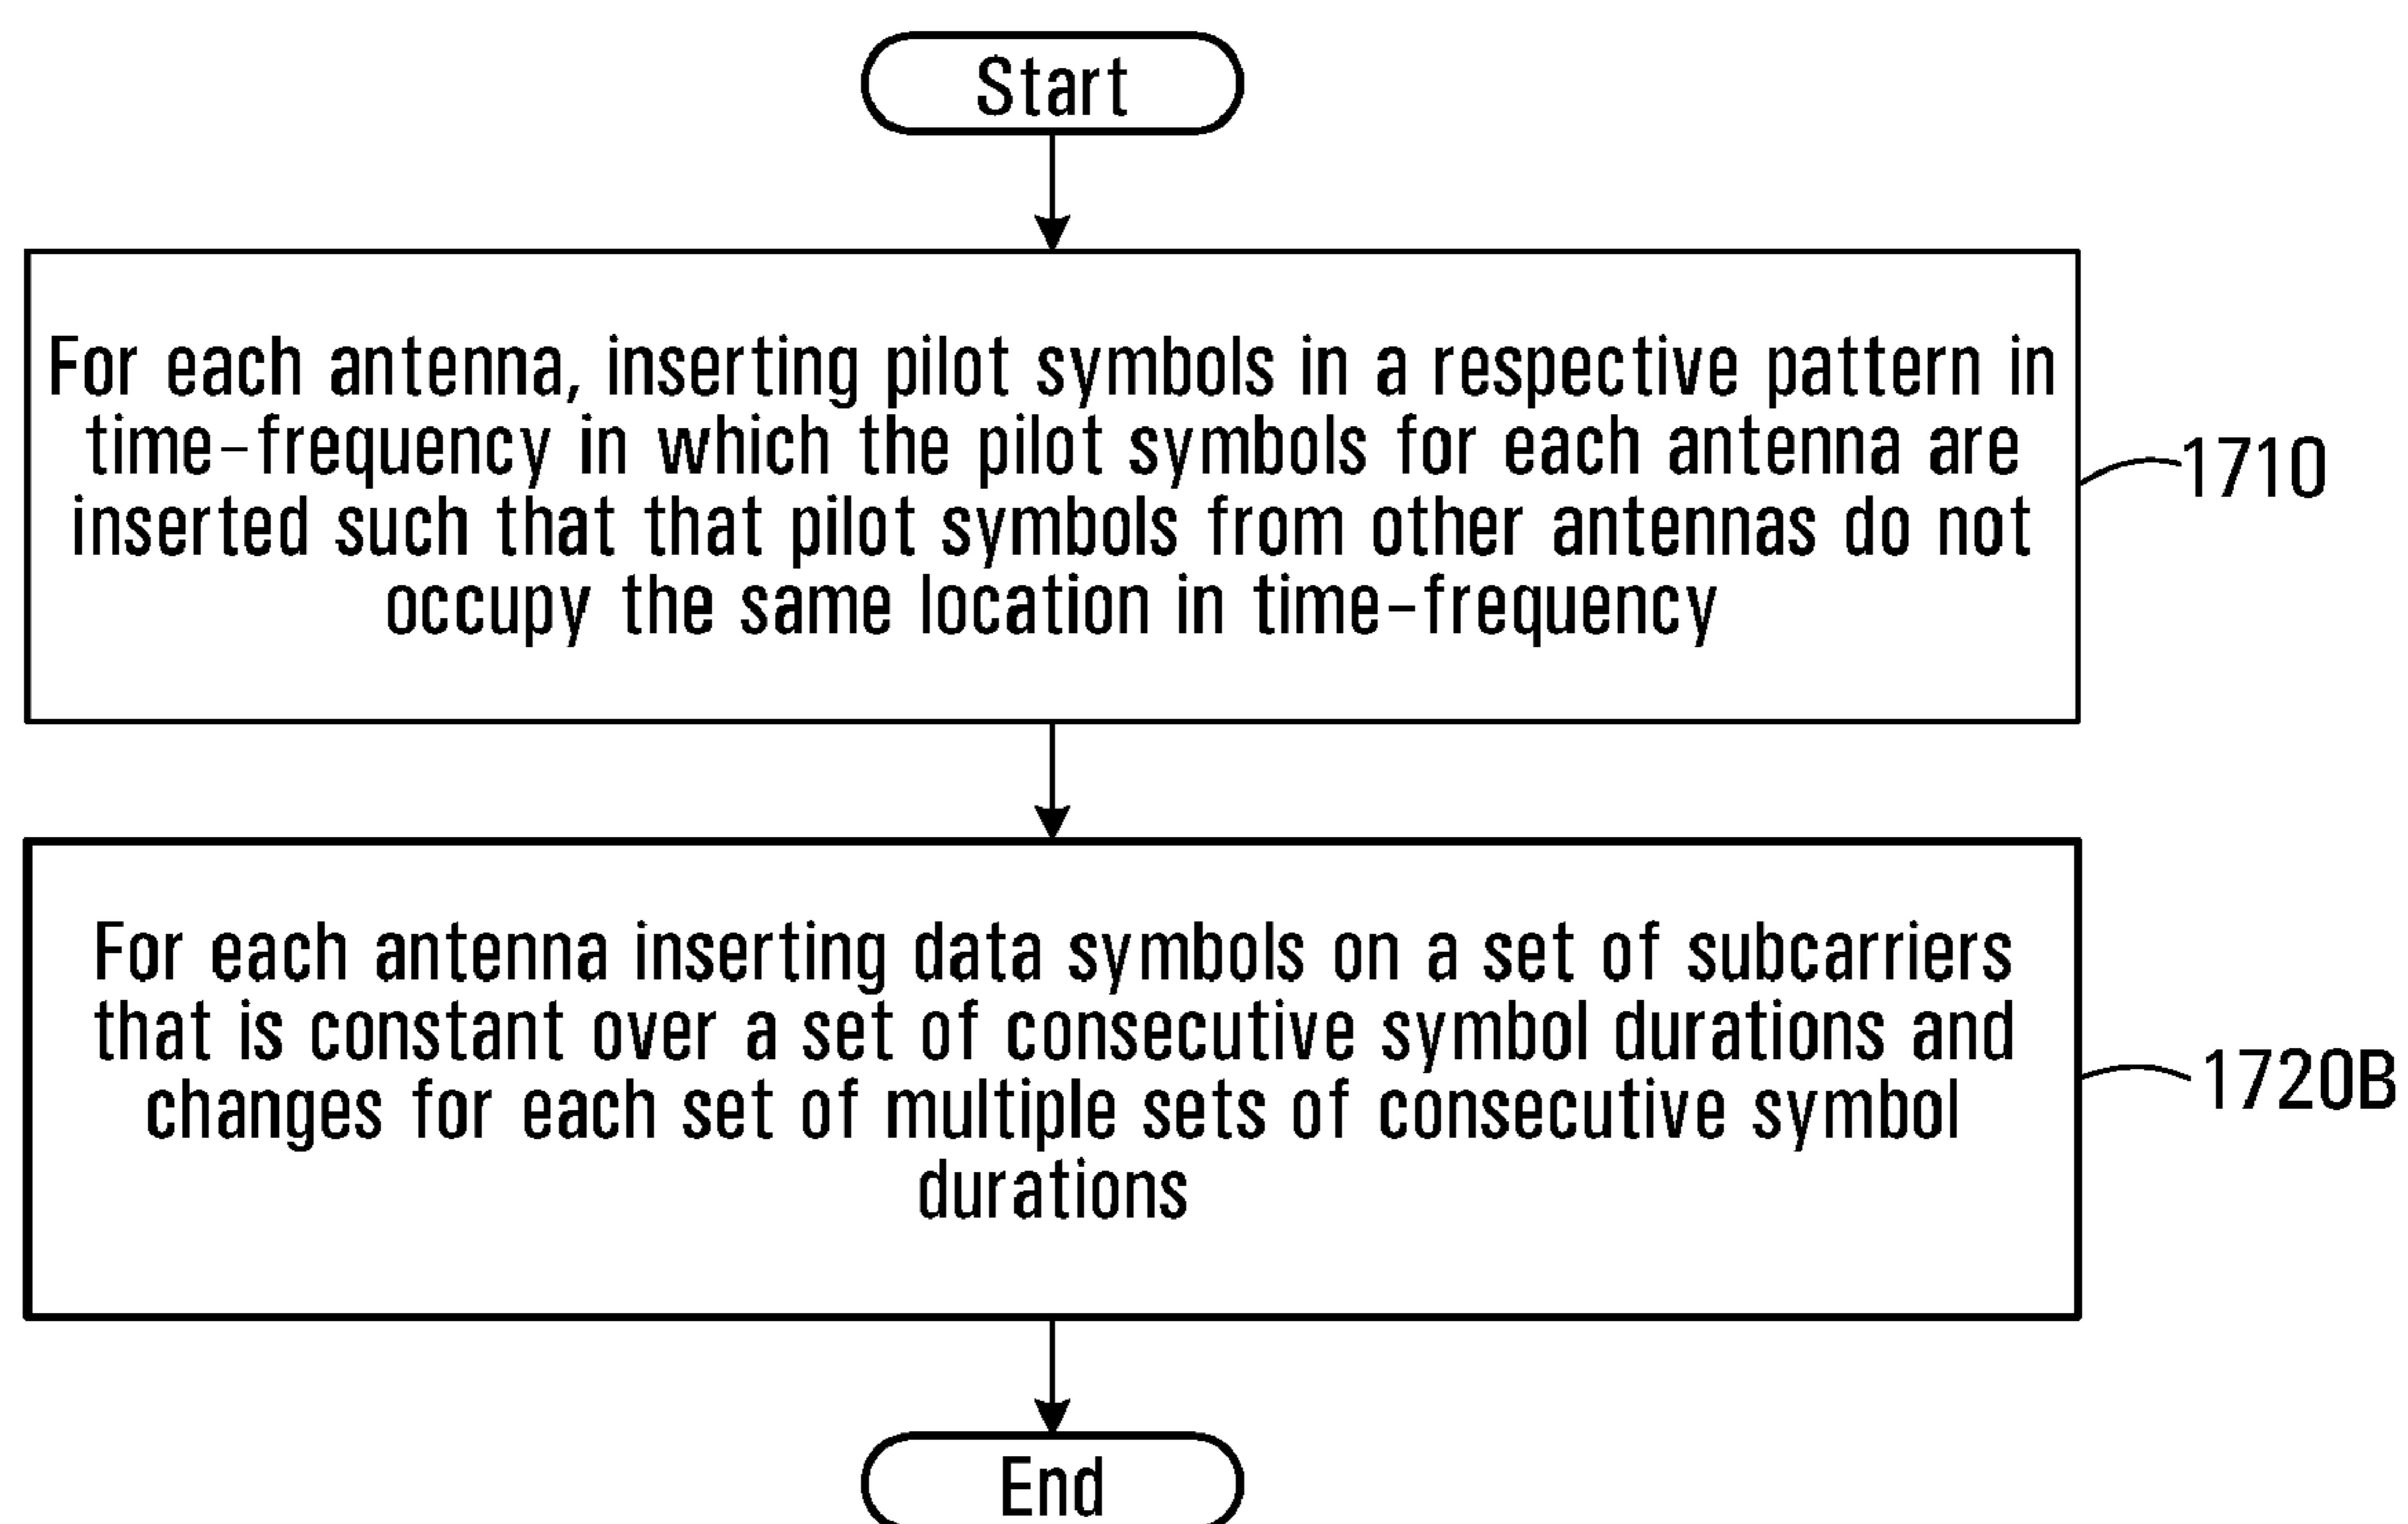 Start
For each antenna, inserting pilot symbols in a respective pattern in
time-frequency in which the pilot symbols for each antenna are
inserted such that that pilot symbols from other antennas do not
occupy the same location in time-frequency
1710
For each antenna inserting data symbols on a set of subcarriers
that is constant over a set of consecutive symbol durations and
changes for each set of multiple sets of consecutive symbol
durations
1720B
End